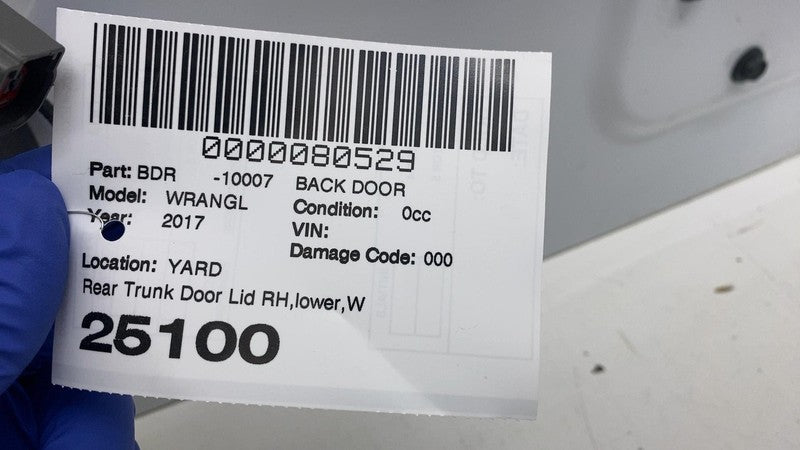 0000080529
Part: BDR -10007 BACK DOOR
Model: WRANGL Condition: 0cc
Year: 2017 VIN:
Damage Code: 000
Location: YARD
Rear Trunk Door Lid RH,lower,W
25100